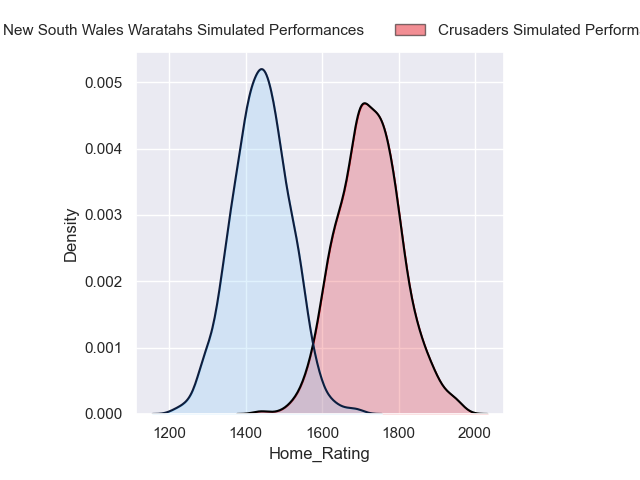 New South Wales Waratahs Simulated Performances
Crusaders Simulated Perform
0.005
0.004
0.003
0.002
0.001
0.000
Density
1200 1400 1600 1800 2000
Home_Rating